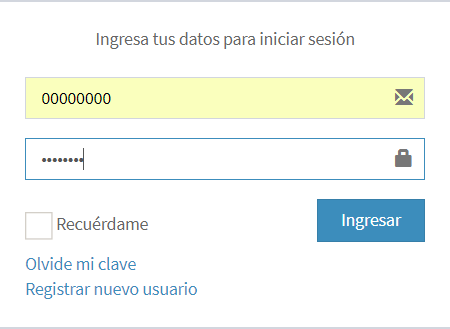 Ingresa tus datos para iniciar sesión
00000000
••••••••
Recuérdame
Ingresar
Olvide mi clave
Registrar nuevo usuario